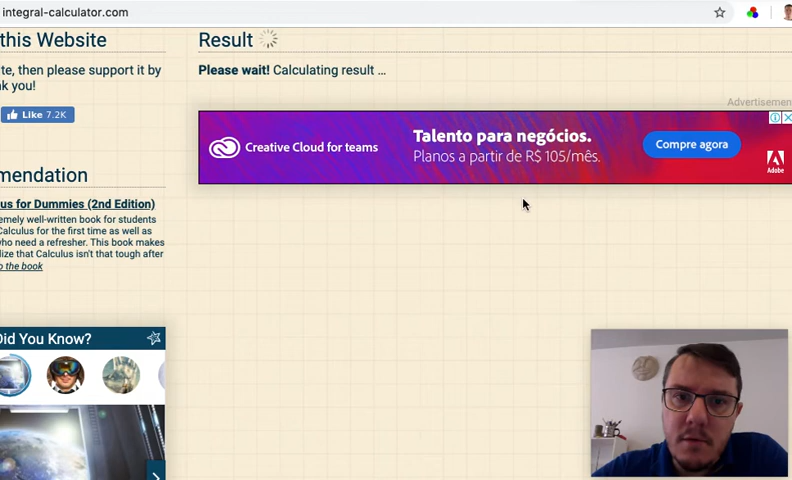 integral-calculator.com
this Website
te, then please support it by
nk you!
Like 7.2K
mendation
us for Dummies (2nd Edition)
emely well-written book for students
Calculus for the first time as well as
who need a refresher. This book makes
lize that Calculus isn't that tough after
o the book
Did You Know?
Result
Please wait! Calculating result ...
Advertisemen
Creative Cloud for teams
Talento para negócios.
Planos a partir de R$ 105/mês.
Compre agora
Adobe